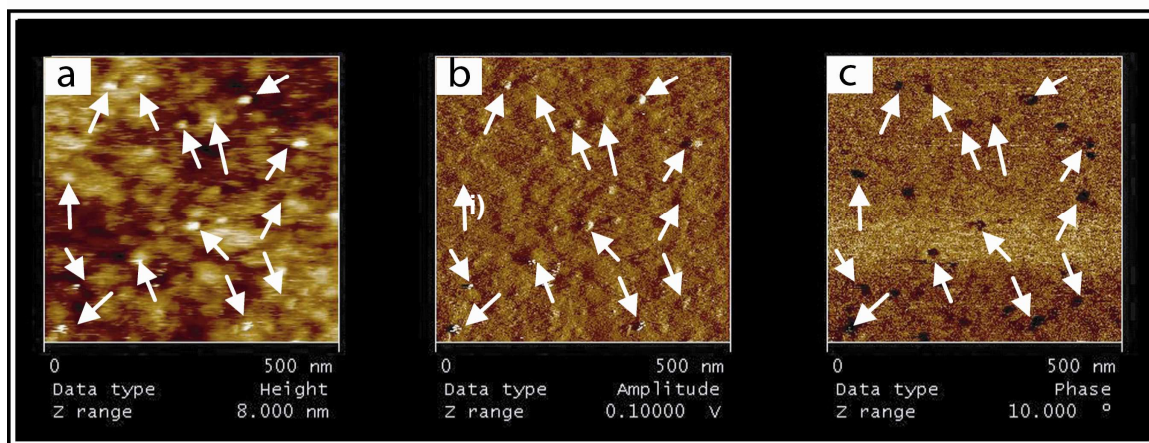 a
b
c
i)
0 500 nm
Data type Height
Z range 8.000 nm
0 500 nm
Data type Amplitude
Z range 0.10000 V
0 500 nm
Data type Phase
Z range 10.000 º